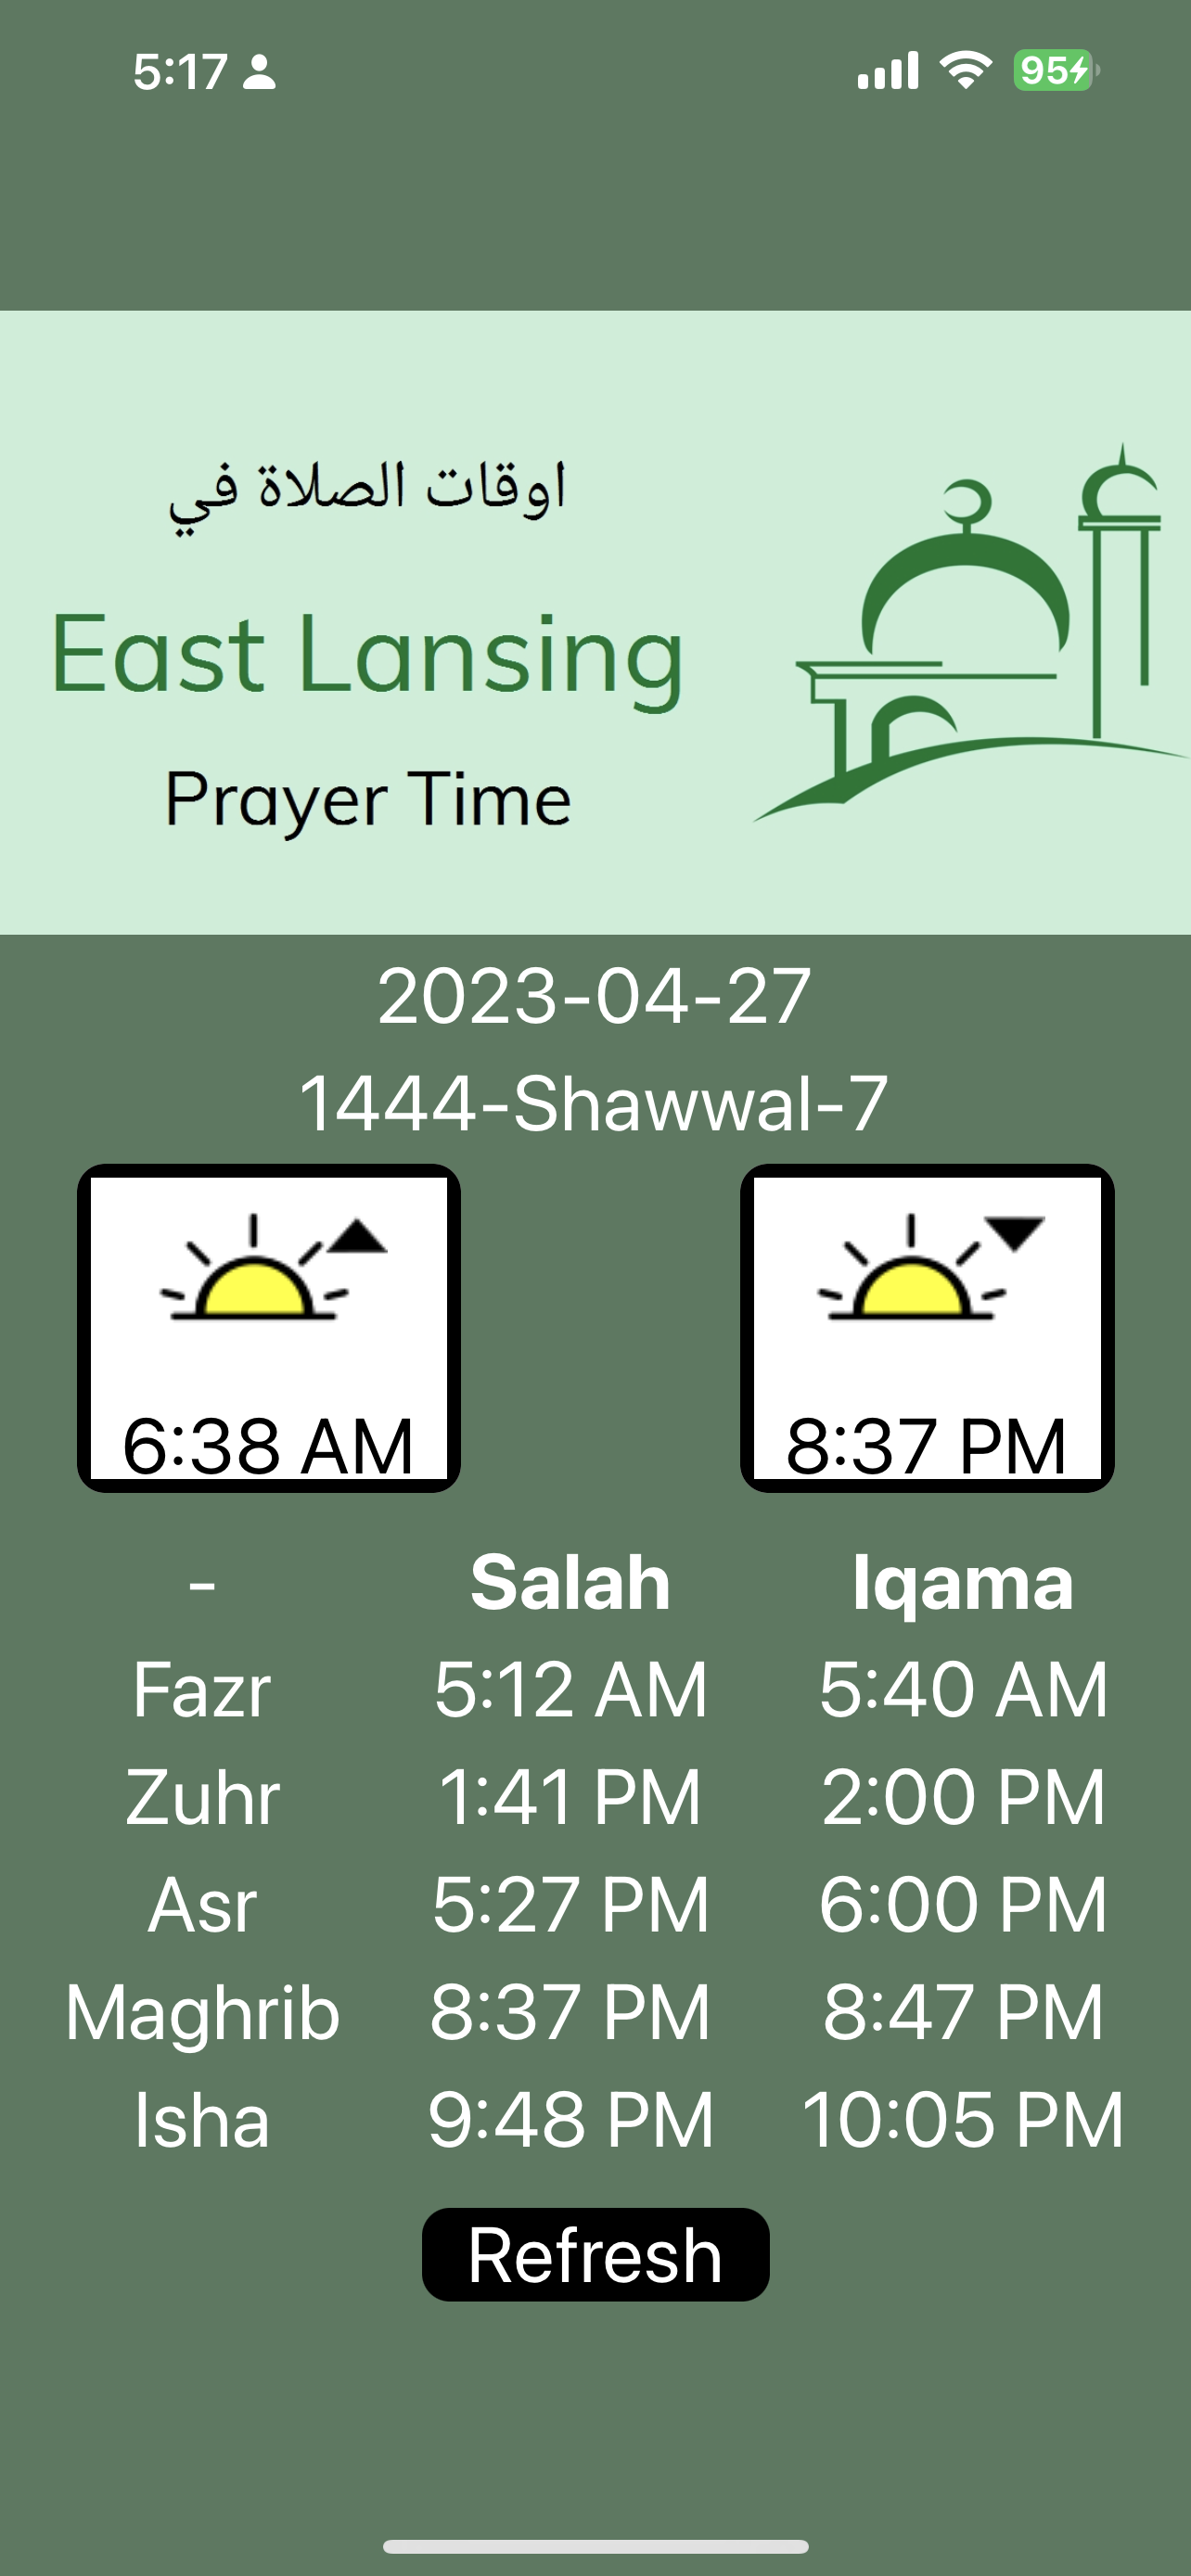 5:17
95
اوقات الصلاة في
East Lansing
Prayer Time
2023-04-27
1444-Shawwal-7
6:38 AM 8:37 PM
- Salah Iqama
Fazr 5:12 AM 5:40 AM
Zuhr 1:41 PM 2:00 PM
Asr 5:27 PM 6:00 PM
Maghrib 8:37 PM 8:47 PM
Isha 9:48 PM 10:05 PM
Refresh